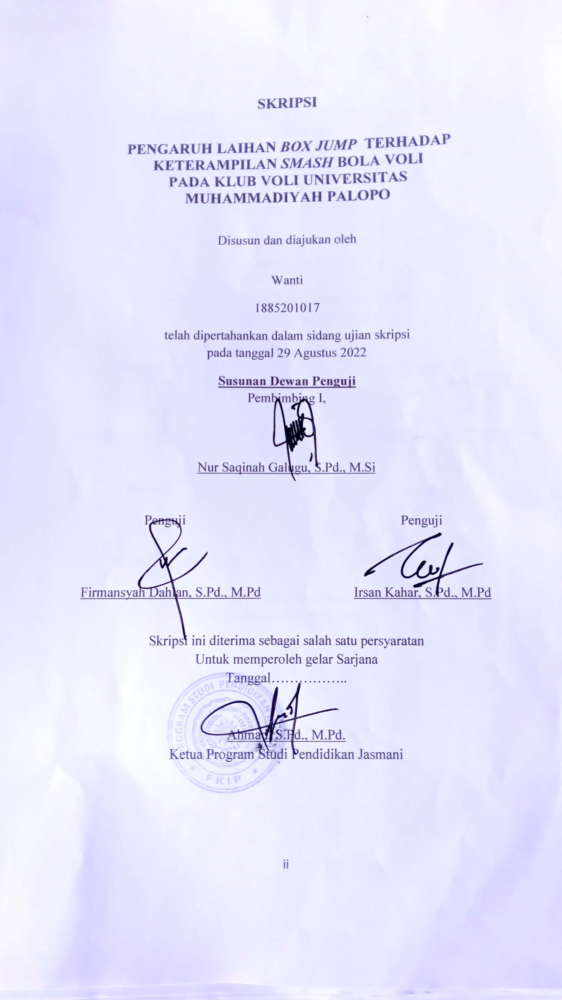 SKRIPSI
PENGARUH LAIHAN BOX JUMP TERHADAP
KETERAMPILAN SMASH BOLA VOLI
PADA KLUB VOLI UNIVERSITAS
MUHAMMADIYAH PALOPO
Disusun dan diajukan oleh
Wanti
1885201017
telah dipertahankan dalam sidang ujian skripsi
pada tanggal 29 Agustus 2022
Susunan Dewan Penguji
Pembimbing I,
Nur Saqinah Galugu, S.Pd., M.Si
Penguji
Penguji
Firmansyah Dahlan, S.Pd., M.Pd
Irsan Kahar, S.Pd., M.Pd
Skripsi ini diterima sebagai salah satu persyaratan
Untuk memperoleh gelar Sarjana
Tanggal………………..
PROGRAM STUDI PENDIDIKAN
Ahmad, S.Pd., M.Pd.
Ketua Program Studi Pendidikan Jasmani
FKIP
ii